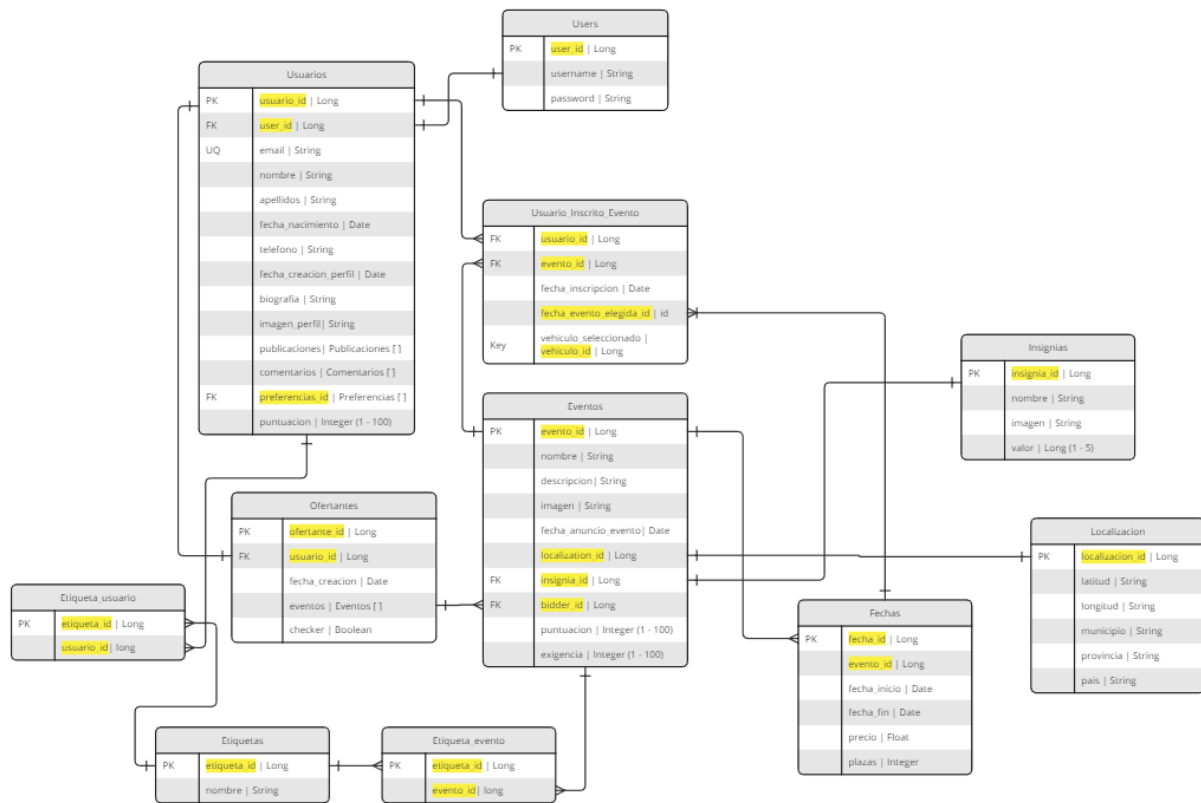 Users
PK user_id | Long
username | String
password | String
Usuarios
PK usuario_id | Long
FK user_id | Long
UQ email | String
nombre | String
apellidos | String
fecha_nacimiento | Date
telefono | String
fecha_creacion_perfil | Date
biografia | String
imagen_perfil| String
publicaciones| Publicaciones [ ]
comentarios | Comentarios [ ]
FK preferencias_id | Preferencias [ ]
puntuacion | Integer (1 - 100)
Usuario_Inscrito_Evento
FK usuario_id | Long
FK evento_id | Long
fecha_inscripcion | Date
fecha_evento_elegida_id | id
Key vehiculo_seleccionado |
vehiculo_id | Long
Insignias
PK insignia_id | Long
nombre | String
imagen | String
valor | Long (1 - 5)
Eventos
PK evento_id | Long
nombre | String
descripcion| String
imagen | String
fecha_anuncio_evento| Date
localization_id | Long
FK insignia_id | Long
FK bidder_id | Long
puntuacion | Integer (1 - 100)
exigencia | Integer (1 - 100)
Ofertantes
PK ofertante_id | Long
FK usuario_id | Long
fecha_creacion | Date
eventos | Eventos [ ]
checker | Boolean
Localizacion
PK localizacion_id | Long
latitud | String
longitud | String
municipio | String
provincia | String
pais | String
Etiqueta_usuario
PK etiqueta_id | Long
usuario_id| long
Fechas
PK fecha_id | Long
evento_id | Long
fecha_inicio | Date
fecha_fin | Date
precio | Float
plazas | Integer
Etiquetas
PK etiqueta_id | Long
nombre | String
Etiqueta_evento
PK etiqueta_id | Long
evento_id| long